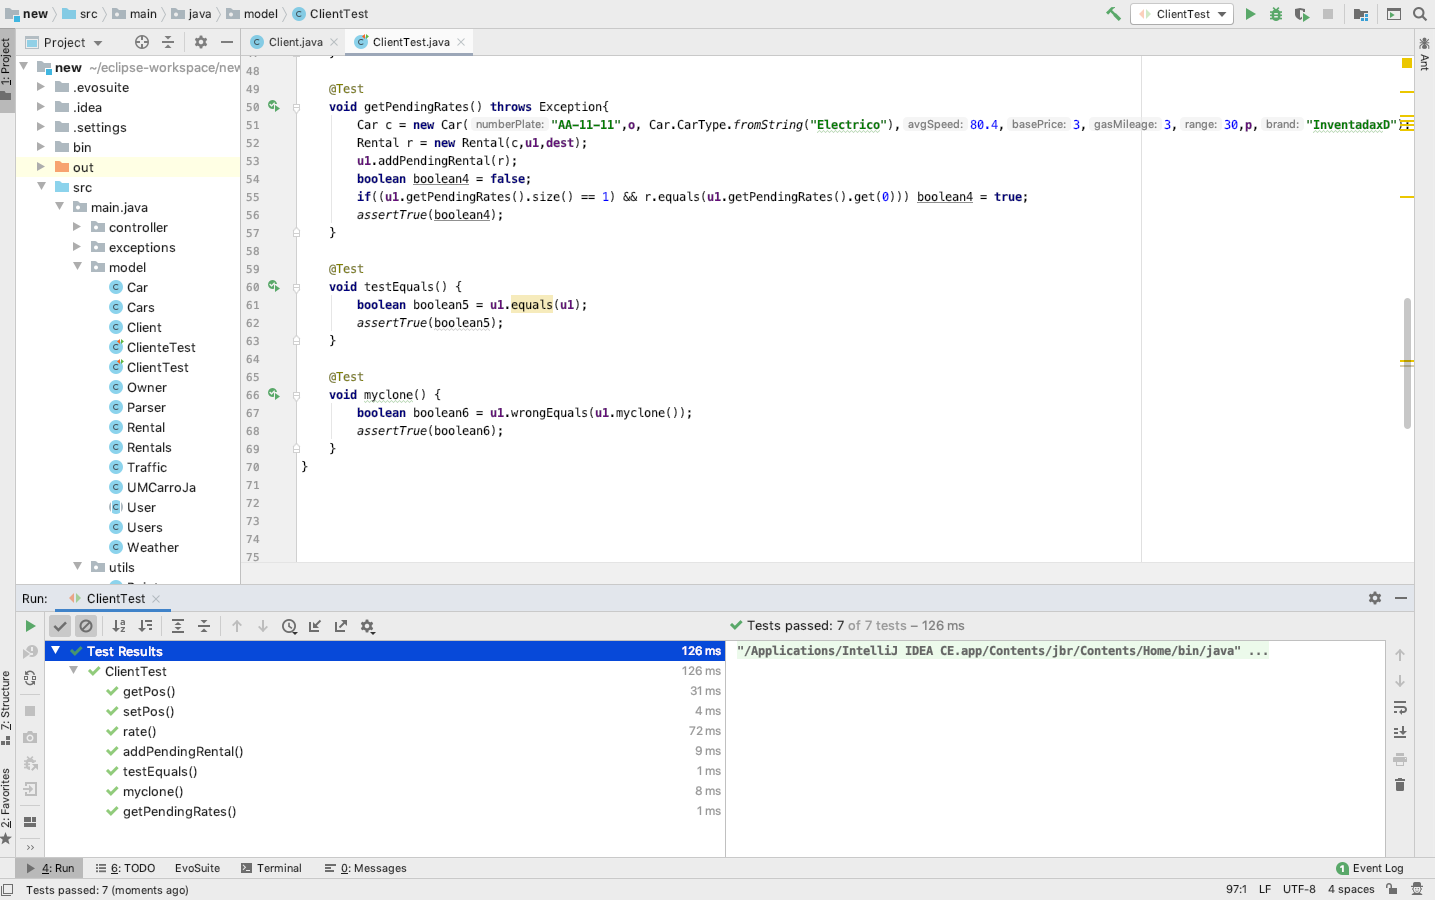 new src main java model ClientTest ClientTest
Project Client.java ClientTest.java
1: Project
Ant
new ~/eclipse-workspace/new
.evosuite
.idea
.settings
bin
out
src
main.java
controller
exceptions
model
Car
Cars
Client
ClienteTest
ClientTest
Owner
Parser
Rental
Rentals
Traffic
UMCarroJa
User
Users
Weather
utils
48
49 @Test
50 void getPendingRates() throws Exception{
51 Car c = new Car( numberPlate: "AA-11-11",o, Car.CarType.fromString("Electrico"), avgSpeed: 80.4, basePrice: 3, gasMileage: 3, range: 30,p, brand: "InventadaxD");
52 Rental r = new Rental(c,u1,dest);
53 u1.addPendingRental(r);
54 boolean boolean4 = false;
55 if((u1.getPendingRates().size() == 1) && r.equals(u1.getPendingRates().get(0))) boolean4 = true;
56 assertTrue(boolean4);
57 }
58
59 @Test
60 void testEquals() {
61 boolean boolean5 = u1.equals(u1);
62 assertTrue(boolean5);
63 }
64
65 @Test
66 void myclone() {
67 boolean boolean6 = u1.wrongEquals(u1.myclone());
68 assertTrue(boolean6);
69 }
70 }
71
72
73
74
75
Run: ClientTest
Tests passed: 7 of 7 tests – 126 ms
Test Results 126 ms
ClientTest 126 ms
getPos() 31 ms
setPos() 4 ms
rate() 72 ms
addPendingRental() 9 ms
testEquals() 1 ms
myclone() 8 ms
getPendingRates() 1 ms
"/Applications/IntelliJ IDEA CE.app/Contents/jbr/Contents/Home/bin/java" ...
7: Structure
2: Favorites
4: Run 6: TODO EvoSuite Terminal 0: Messages 1 Event Log
Tests passed: 7 (moments ago) 97:1 LF UTF-8 4 spaces